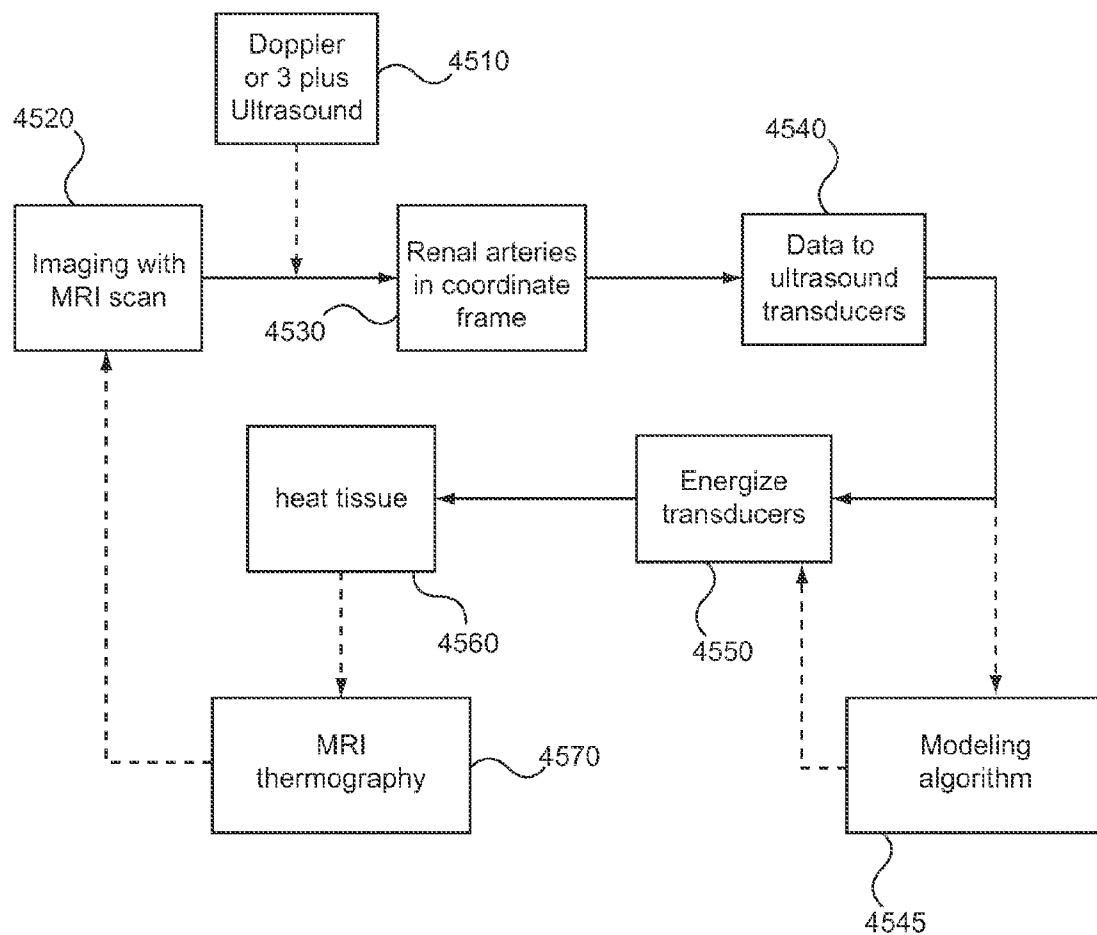 Doppler
or 3 plus
Ultrasound
4510
4520
4540
Imaging with
MRI scan
Renal arteries
in coordinate
frame
4530
Data to
ultrasound
transducers
heat tissue
4560
Energize
transducers
4550
MRI
thermography
4570
Modeling
algorithm
4545